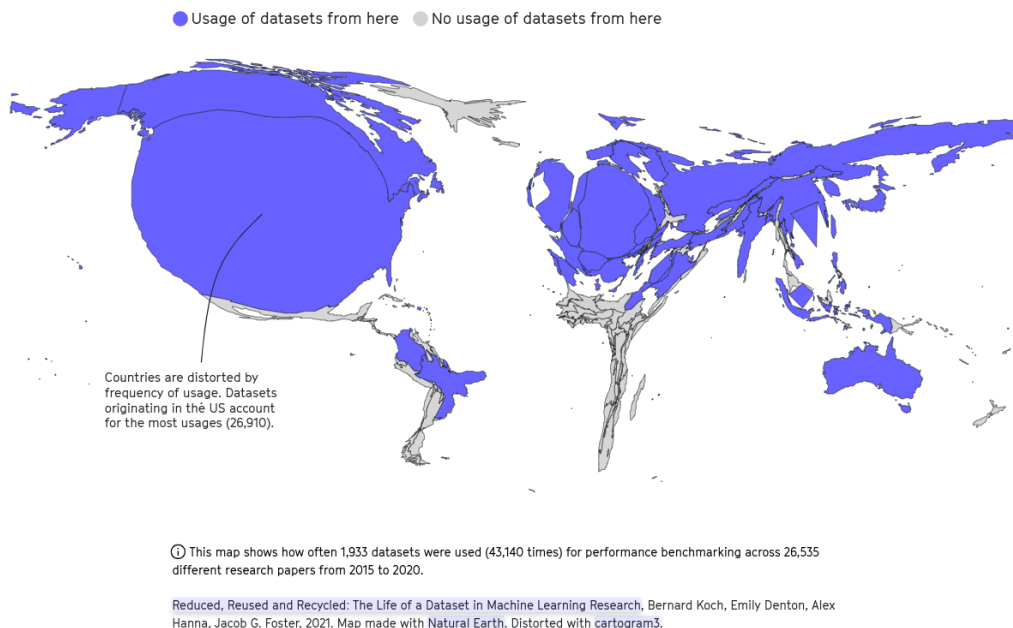 Usage of datasets from here
No usage of datasets from here
Countries are distorted by
frequency of usage. Datasets
originating in the US account
for the most usages (26,910).
This map shows how often 1,933 datasets were used (43,140 times) for performance benchmarking across 26,535
different research papers from 2015 to 2020.
Reduced, Reused and Recycled: The Life of a Dataset in Machine Learning Research, Bernard Koch, Emily Denton, Alex
Hanna, Jacob G. Foster, 2021. Map made with Natural Earth. Distorted with cartogram3.